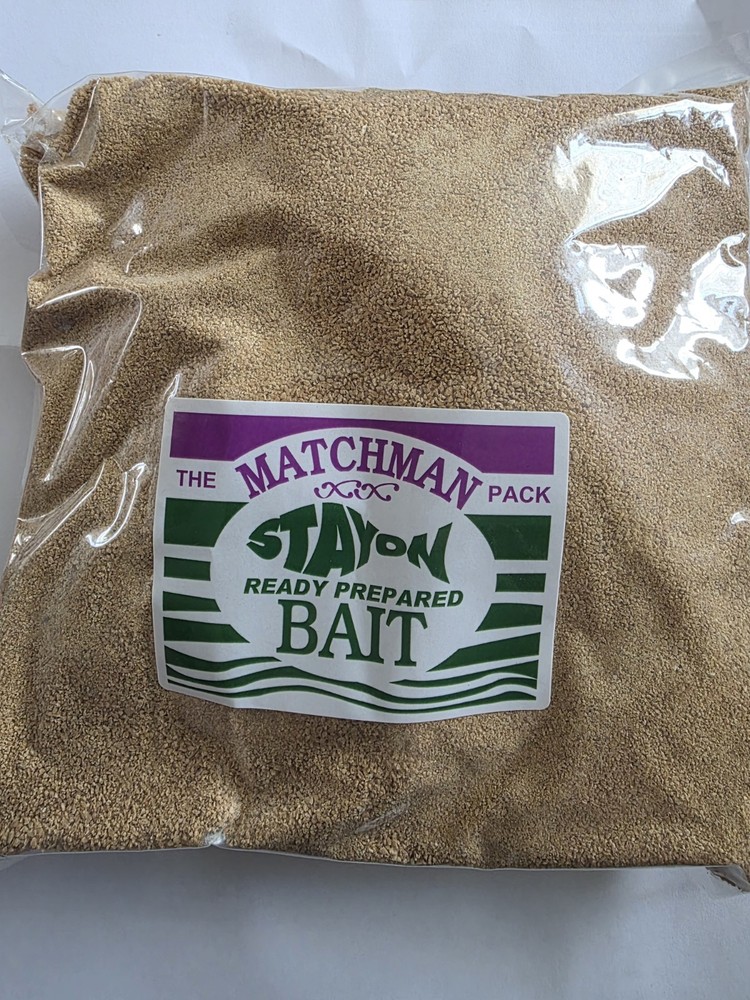 THE MATCHMAN PACK
STAYON
READY PREPARED
BAIT